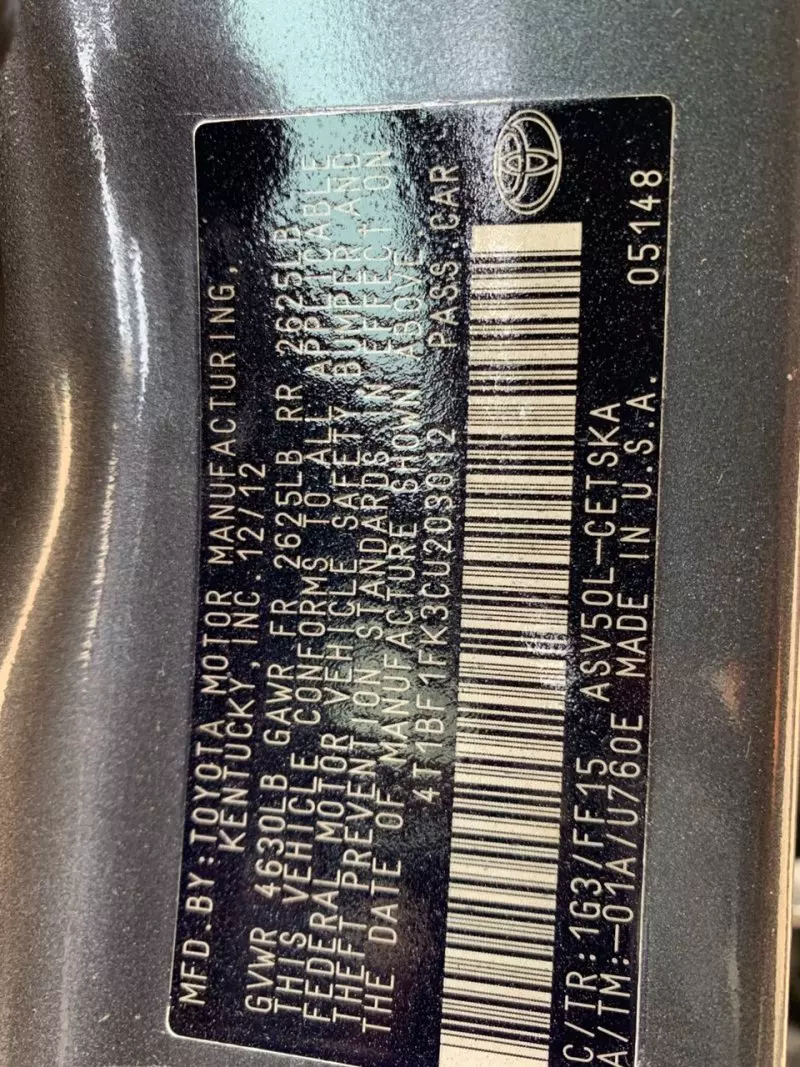 MFD.BY:TOYOTA MOTOR MANUFACTURING,
KENTUCKY, INC. 12/12
GVWR 4630LB GAWR FR 2625LB RR 2625LB
THIS VEHICLE CONFORMS TO ALL APPLICABLE
FEDERAL MOTOR VEHICLE SAFETY BUMPER AND
THEFT PREVENTION STANDARDS IN EFFECT ON
THE DATE OF MANUFACTURE SHOWN ABOVE.
4T1BF1FK3CU203012 PASS.CAR
C/TR:1G3/FF15 ASV50L-CETSKA 05148
A/TM:-01A/U760E MADE IN U.S.A.